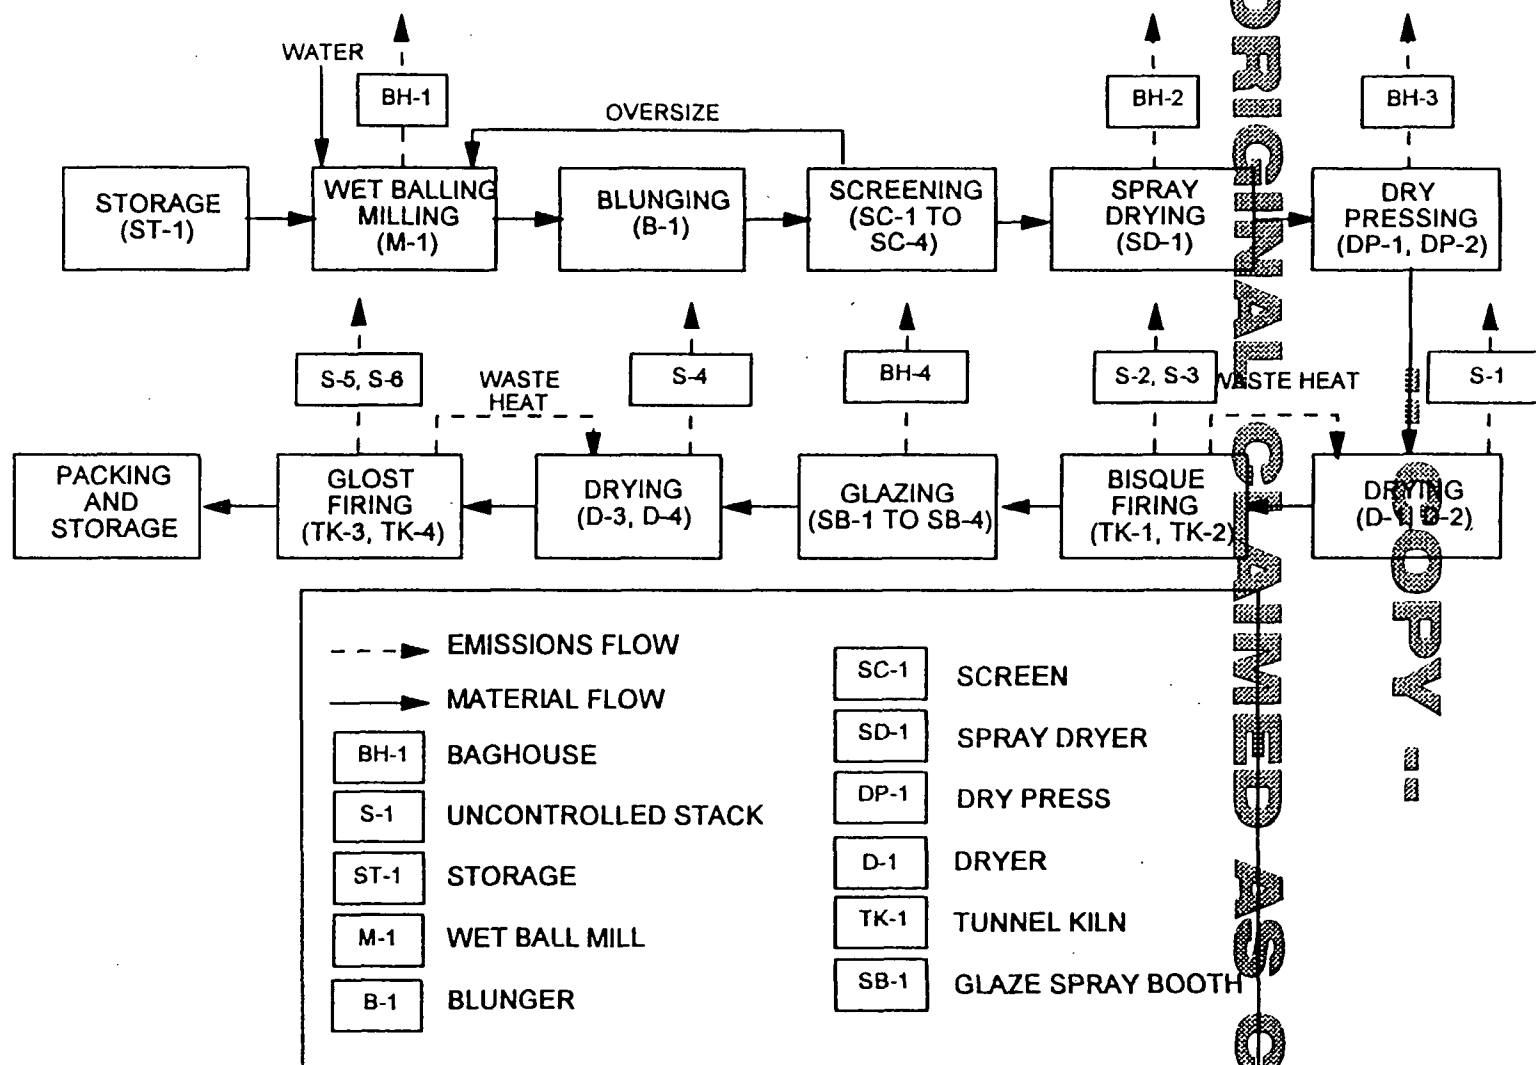 WATER
BH-1
OVERSIZE
BH-2
BH-3
STORAGE
(ST-1)
WET BALLING
MILLING
(M-1)
BLUNGING
(B-1)
SCREENING
(SC-1 TO
SC-4)
SPRAY
DRYING
(SD-1)
DRY
PRESSING
(DP-1, DP-2)
S-5, S-6
WASTE
HEAT
S-4
BH-4
S-2, S-3
WASTE HEAT
S-1
PACKING
AND
STORAGE
GLOST
FIRING
(TK-3, TK-4)
DRYING
(D-3, D-4)
GLAZING
(SB-1 TO SB-4)
BISQUE
FIRING
(TK-1, TK-2)
DRYING
(D-1, D-2)
EMISSIONS FLOW
MATERIAL FLOW
BH-1 BAGHOUSE
S-1 UNCONTROLLED STACK
ST-1 STORAGE
M-1 WET BALL MILL
B-1 BLUNGER
SC-1 SCREEN
SD-1 SPRAY DRYER
DP-1 DRY PRESS
D-1 DRYER
TK-1 TUNNEL KILN
SB-1 GLAZE SPRAY BOOTH
ORIGINAL CLAIMED AS C
-- COPY --